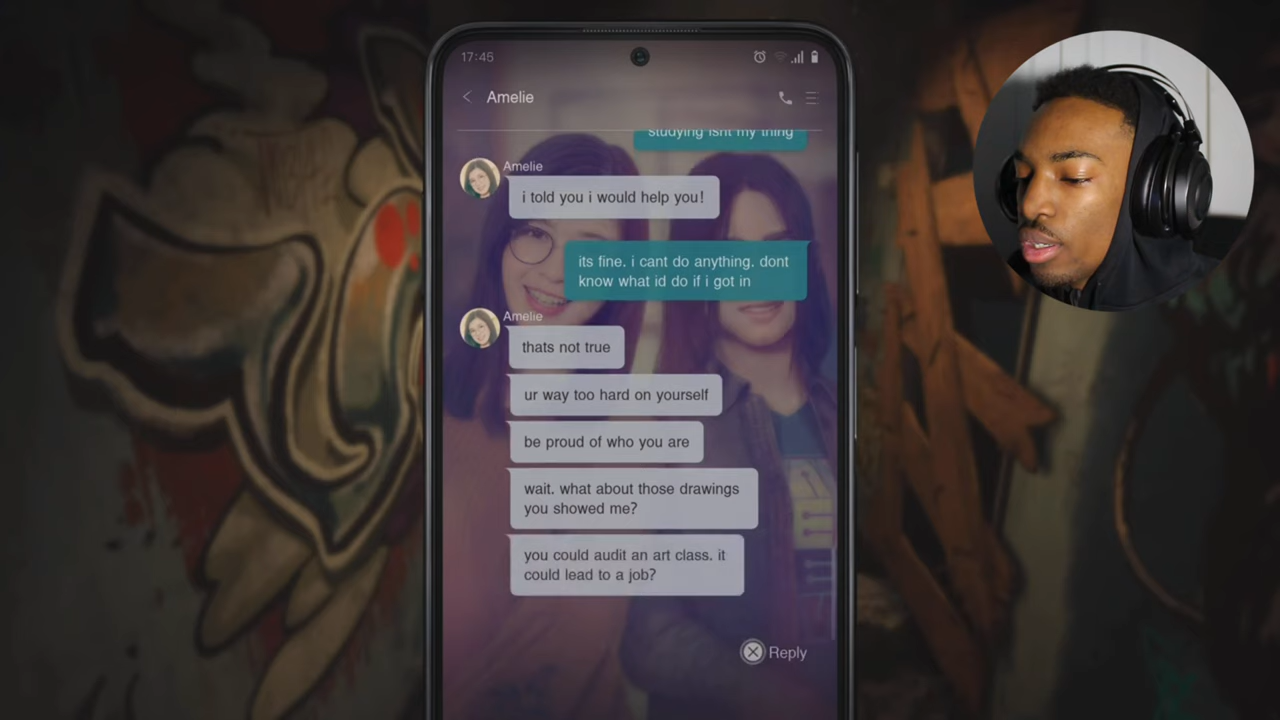 17:45
Amelie
studying isnt my thing
Amelie
i told you i would help you!
its fine. i cant do anything. dont
know what id do if i got in
Amelie
thats not true
ur way too hard on yourself
be proud of who you are
wait. what about those drawings
you showed me?
you could audit an art class. it
could lead to a job?
Reply